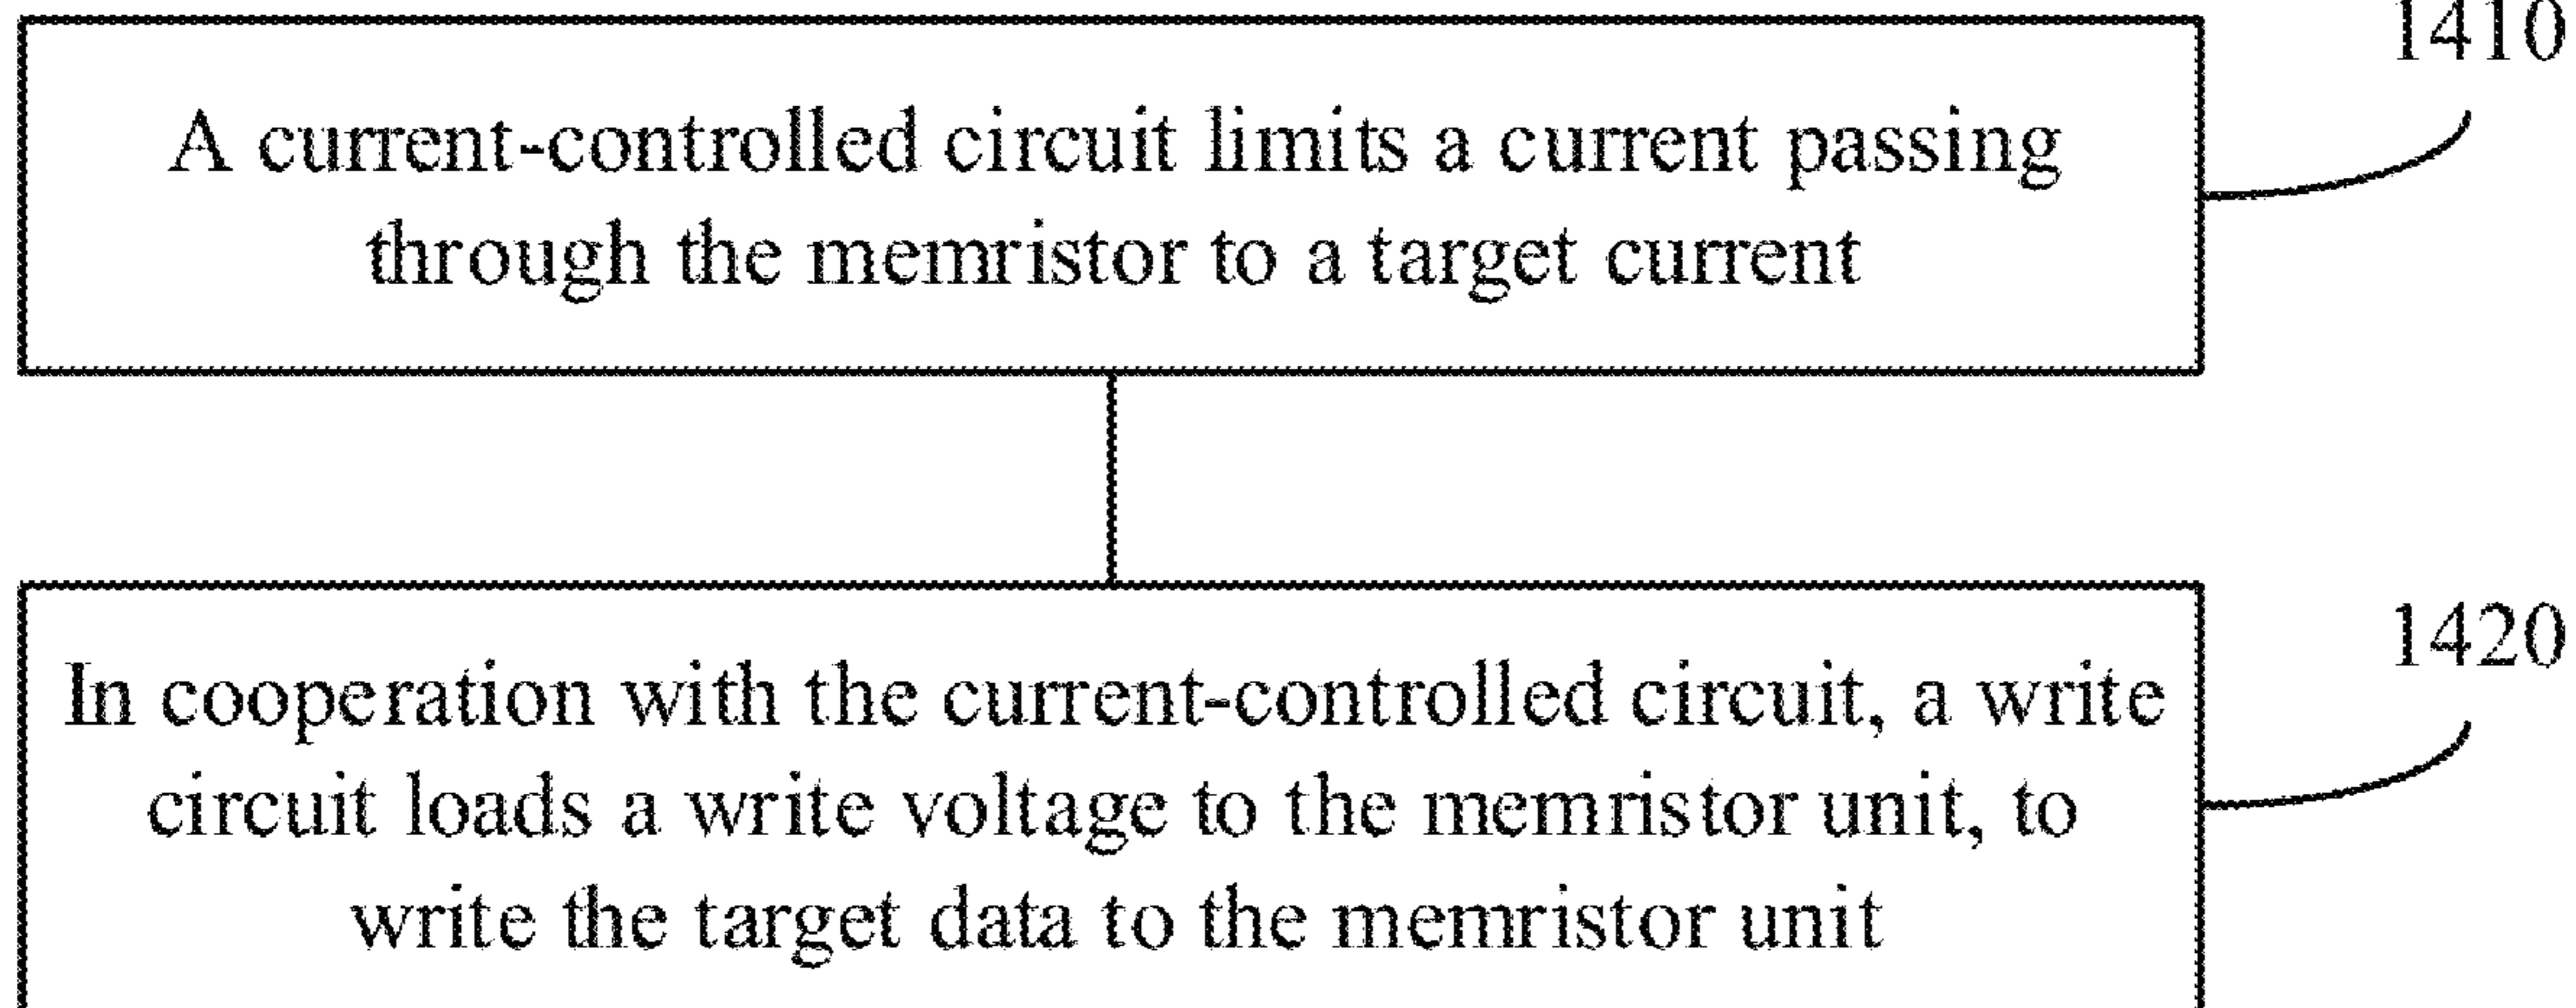 1410
A current-controlled circuit limits a current passing
through the memristor to a target current
1420
In cooperation with the current-controlled circuit, a write
circuit loads a write voltage to the memristor unit, to
write the target data to the memristor unit